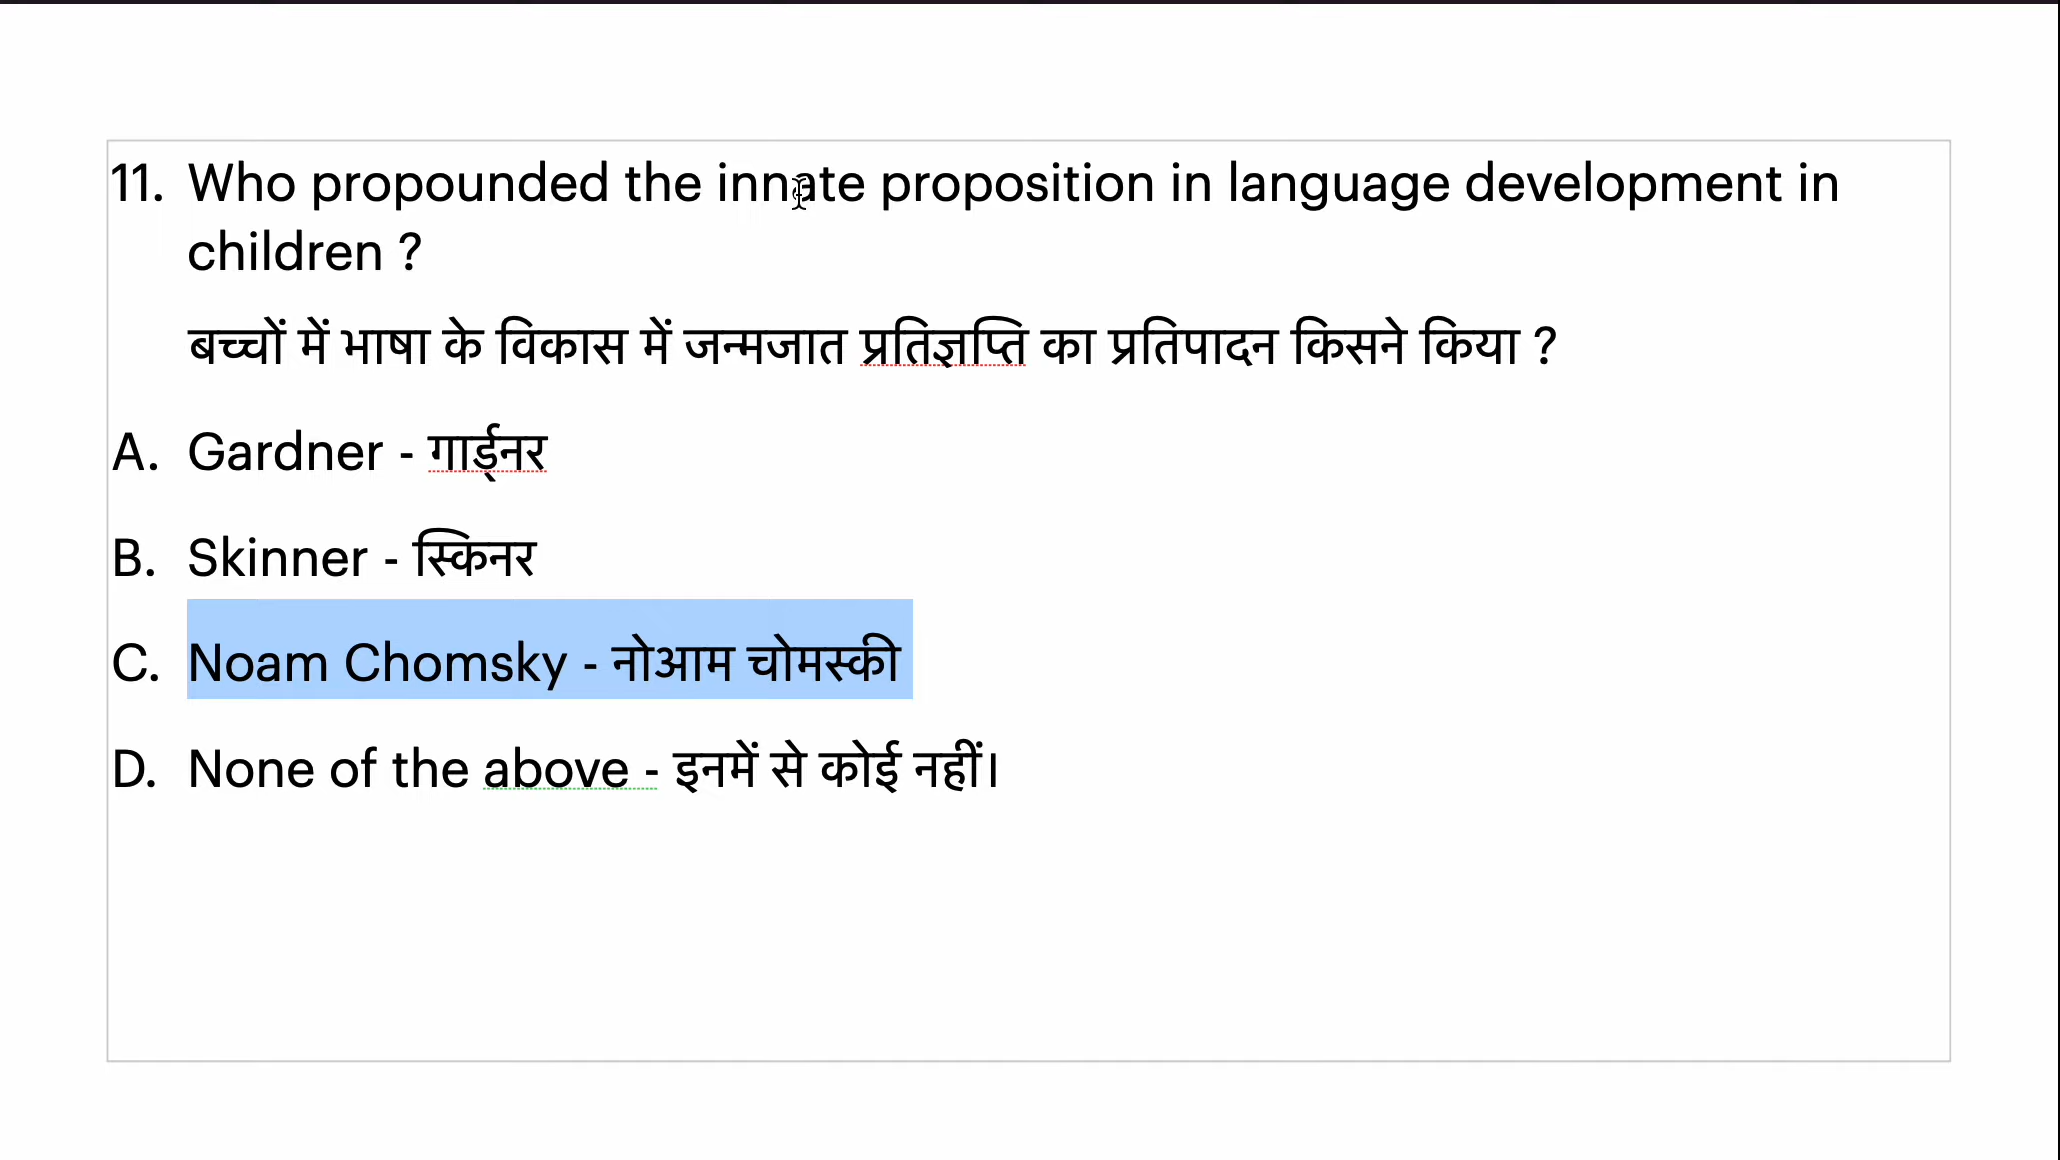 11. Who propounded the innate proposition in language development in
children ?
बच्चों में भाषा के विकास में जन्मजात प्रतिज्ञप्ति का प्रतिपादन किसने किया ?
A. Gardner - गार्ड्नर
B. Skinner - स्किनर
C. Noam Chomsky - नोआम चोमस्की
D. None of the above - इनमें से कोई नहीं।